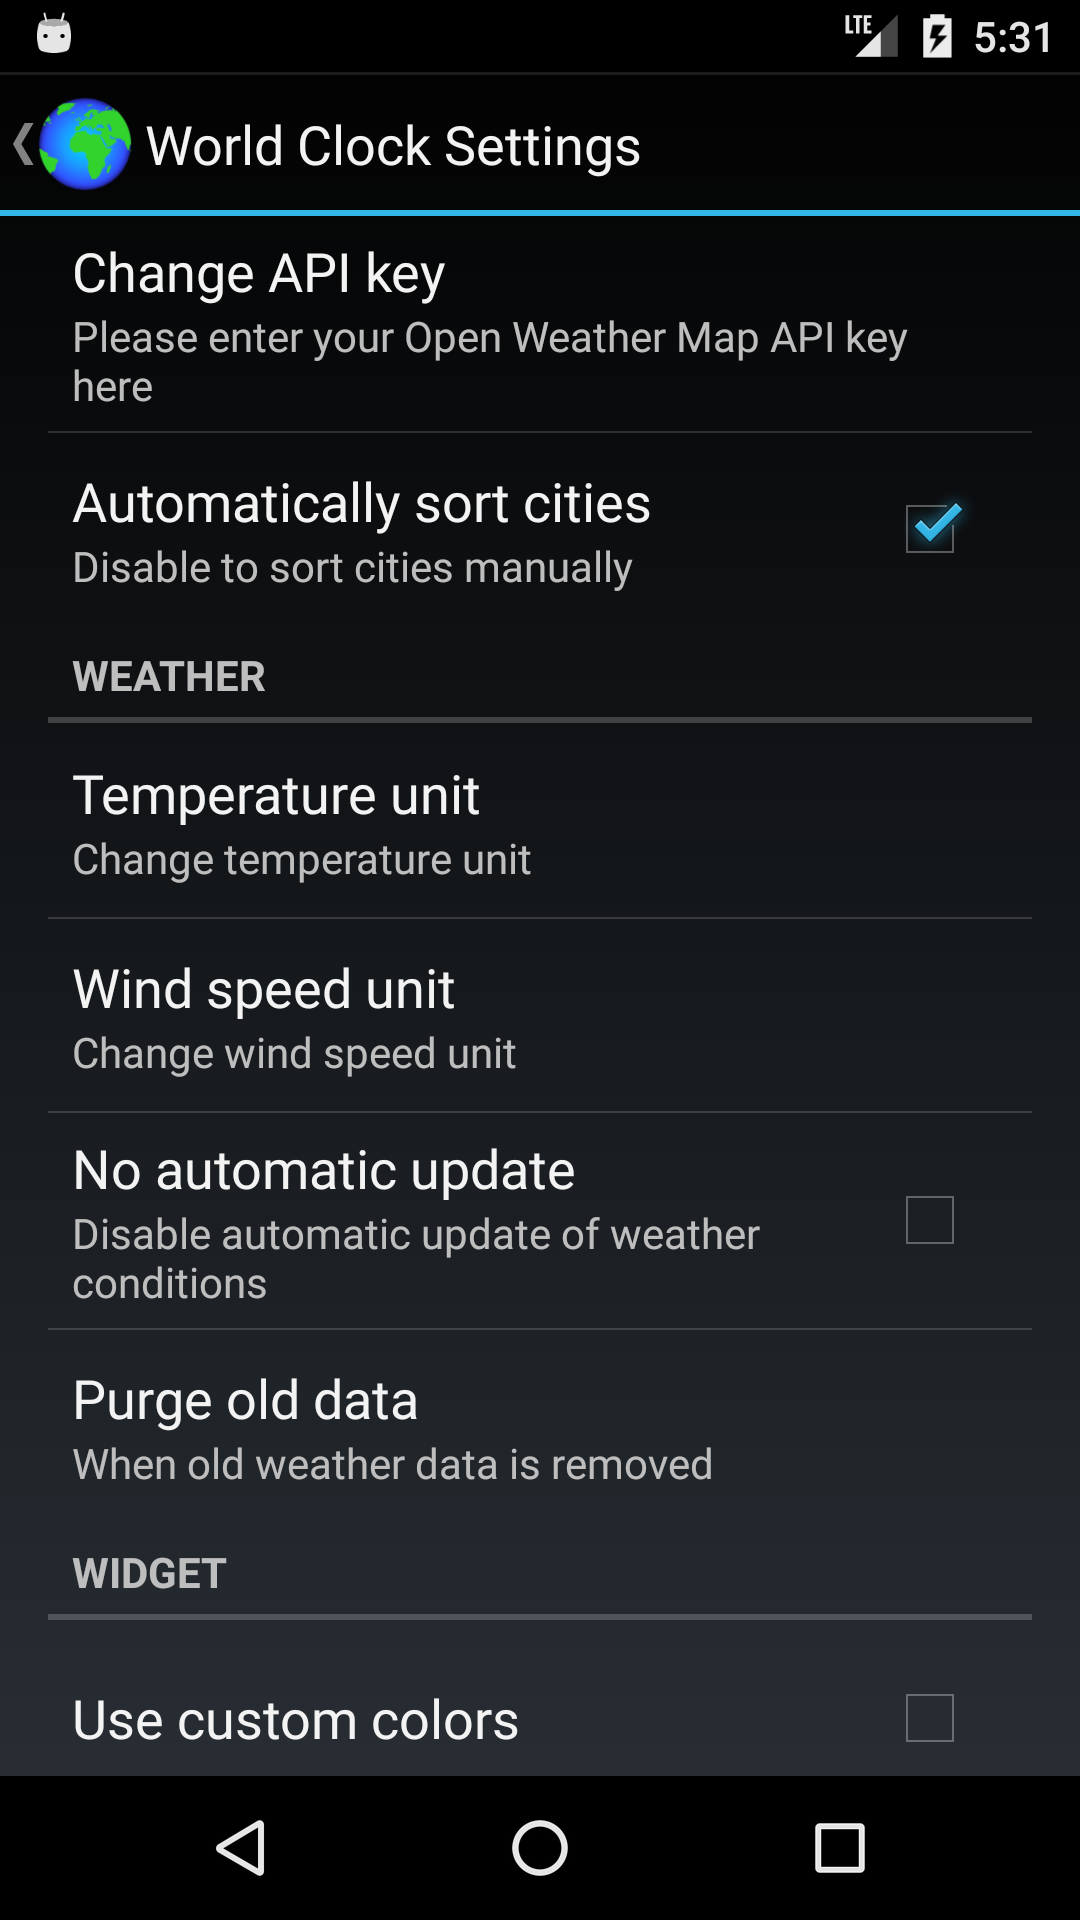 LTE 5:31
World Clock Settings
Change API key
Please enter your Open Weather Map API key
here
Automatically sort cities
Disable to sort cities manually
WEATHER
Temperature unit
Change temperature unit
Wind speed unit
Change wind speed unit
No automatic update
Disable automatic update of weather
conditions
Purge old data
When old weather data is removed
WIDGET
Use custom colors